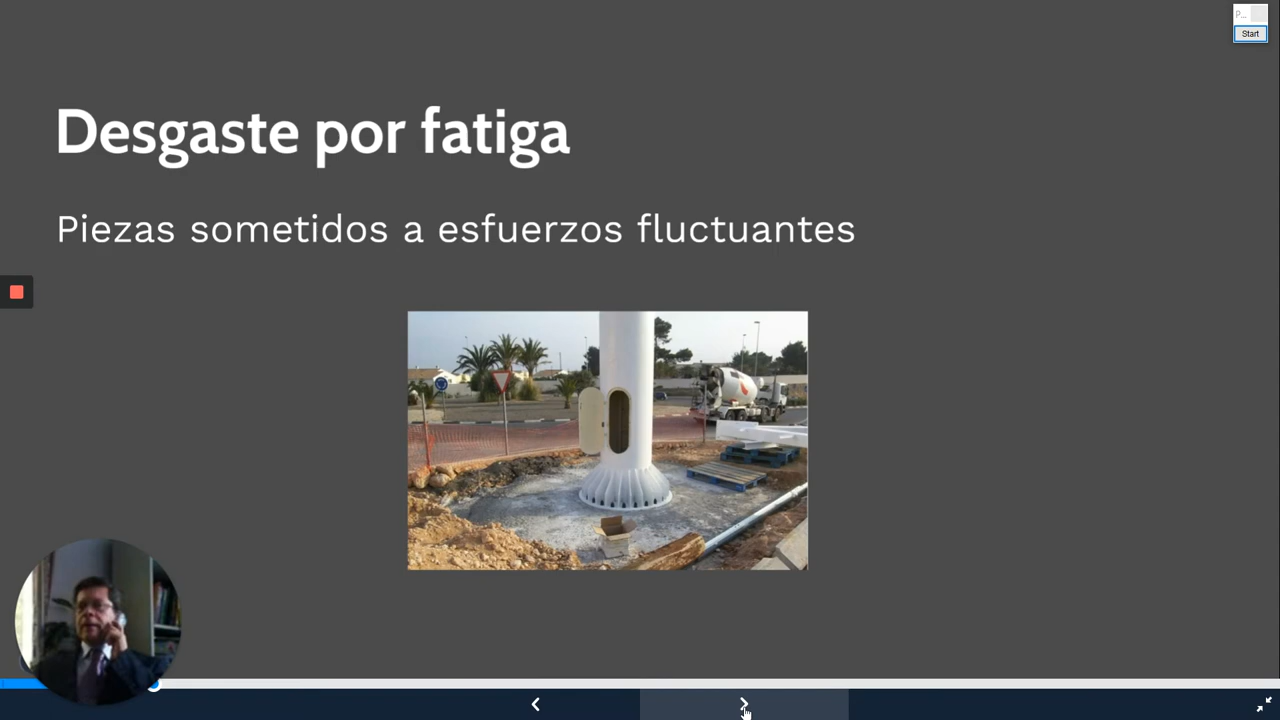 P...
Start
Desgaste por fatiga
Piezas sometidos a esfuerzos fluctuantes